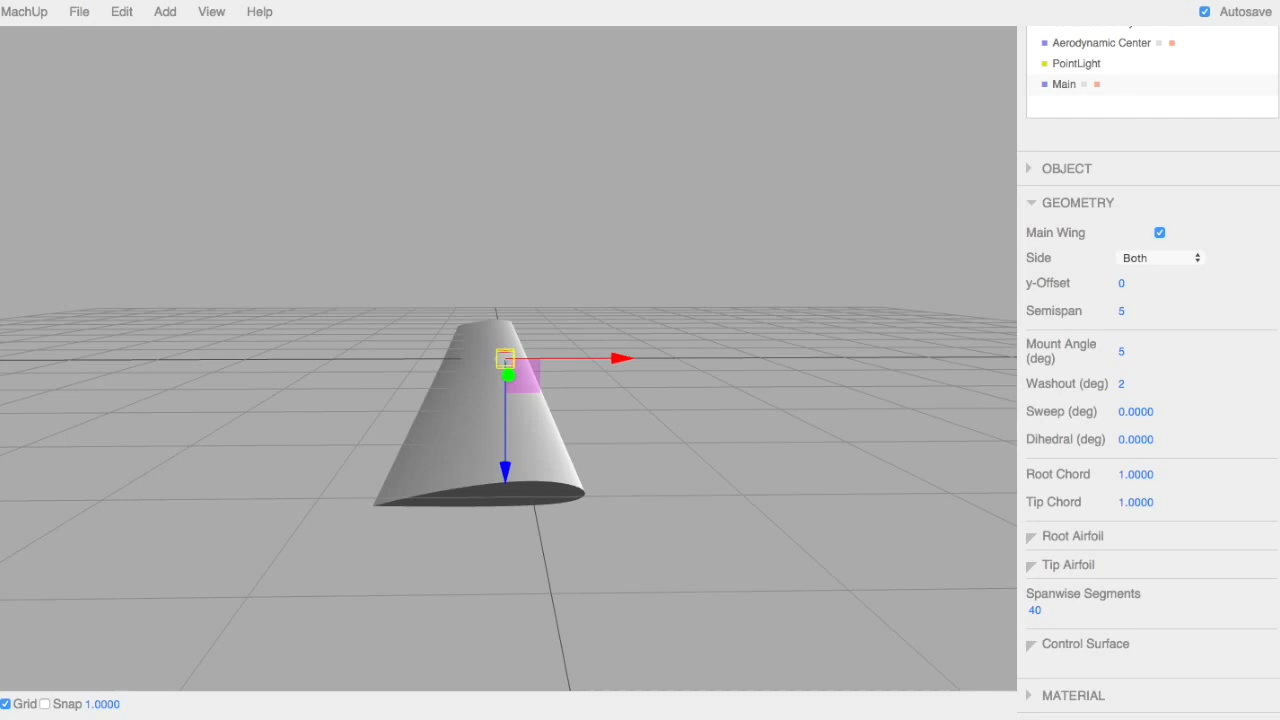 MachUp File Edit Add View Help Autosave
Aerodynamic Center
PointLight
Main
OBJECT
GEOMETRY
Main Wing
Side Both
y-Offset 0
Semispan 5
Mount Angle
(deg) 5
Washout (deg) 2
Sweep (deg) 0.0000
Dihedral (deg) 0.0000
Root Chord 1.0000
Tip Chord 1.0000
Root Airfoil
Tip Airfoil
Spanwise Segments
40
Control Surface
MATERIAL
Grid Snap 1.0000